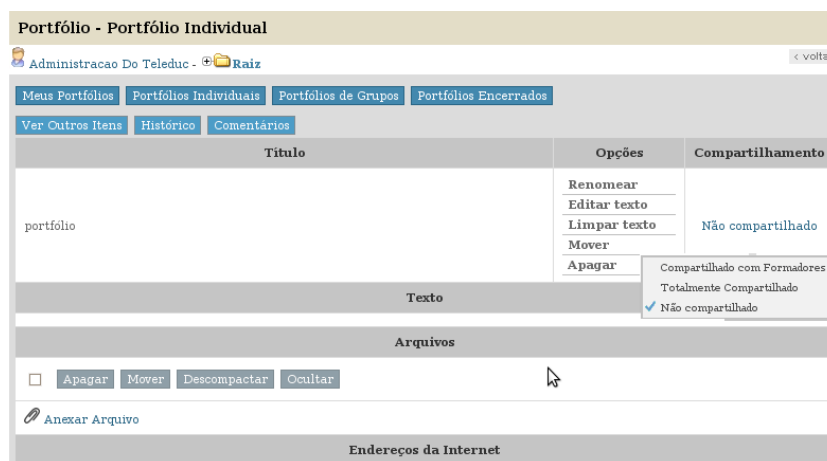 Portfólio - Portfólio Individual
Administracao Do Teleduc - Raiz
< volta
Meus Portfólios Portfólios Individuais Portfólios de Grupos Portfólios Encerrados
Ver Outros Itens Histórico Comentários
Título Opções Compartilhamento
Renomear
Editar texto
portfólio Limpar texto Não compartilhado
Mover
Apagar
Compartilhado com Formadores
Totalmente Compartilhado
Não compartilhado
Texto
Arquivos
Apagar Mover Descompactar Ocultar
Anexar Arquivo
Endereços da Internet